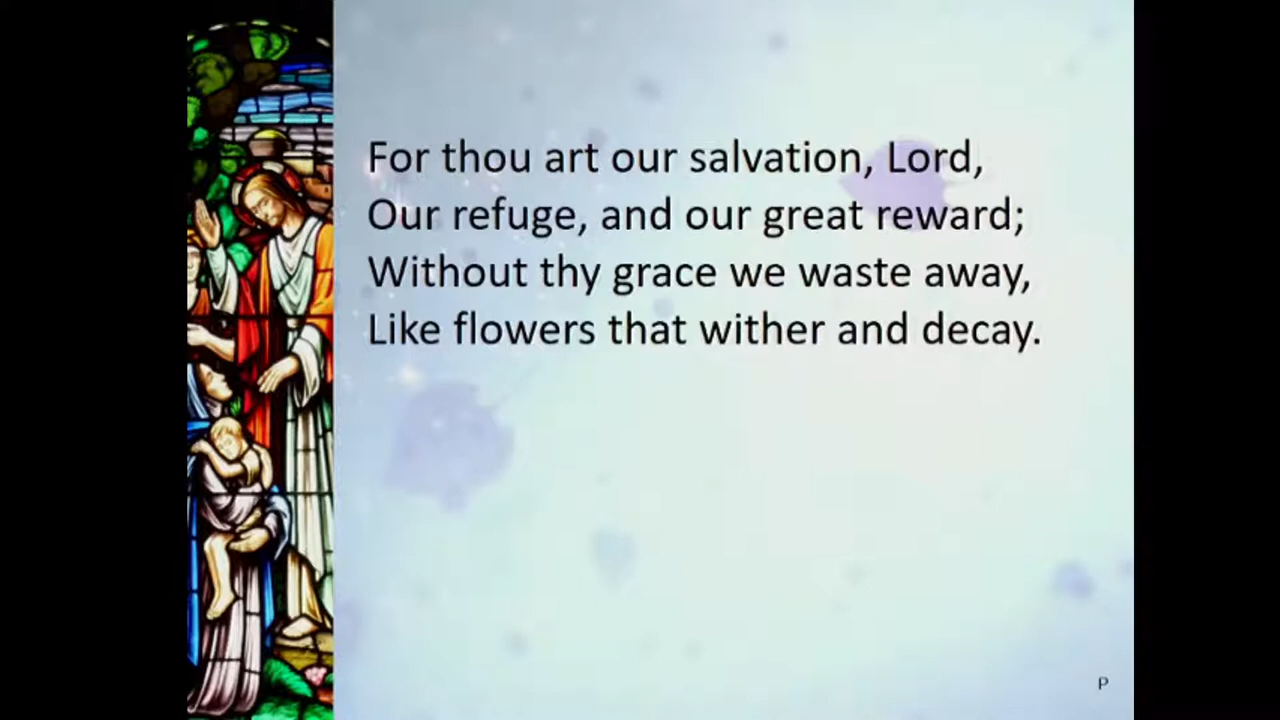 For thou art our salvation, Lord,
Our refuge, and our great reward;
Without thy grace we waste away,
Like flowers that wither and decay.
P